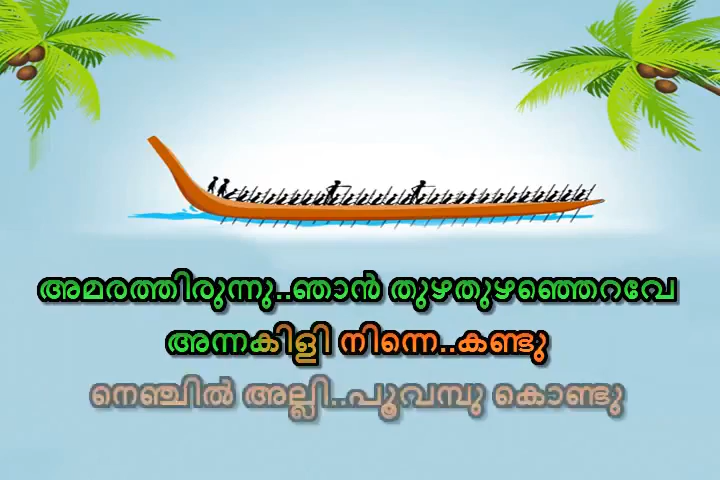 അമരത്തിരുന്നു..ഞാൻ തുഴതുഴഞ്ഞെറവേ
അന്നകിളി നിന്നെ..കണ്ടു
നെഞ്ചിൽ അല്ലി..പൂവമ്പു കൊണ്ടു